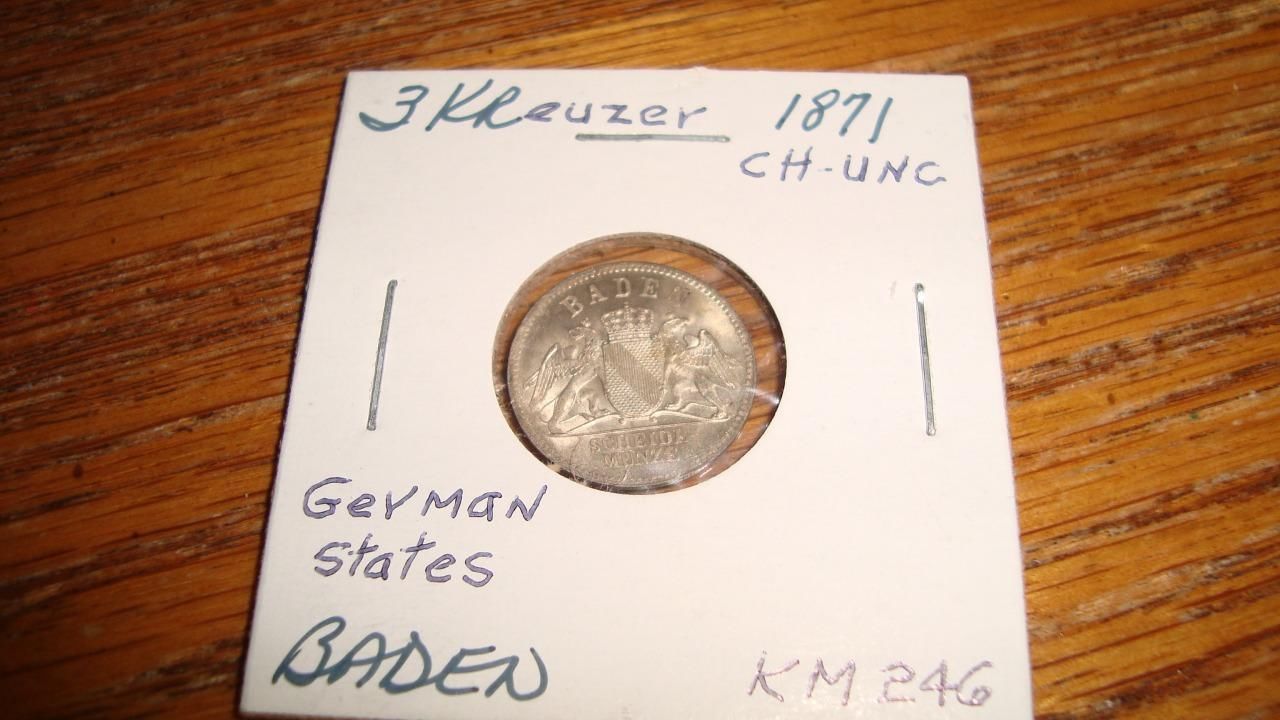 3 KReuzer 1871
CH-UNC
BADEN
SCHEIDE
MÜNZE
GerMAN
States
BADEN
KM 246